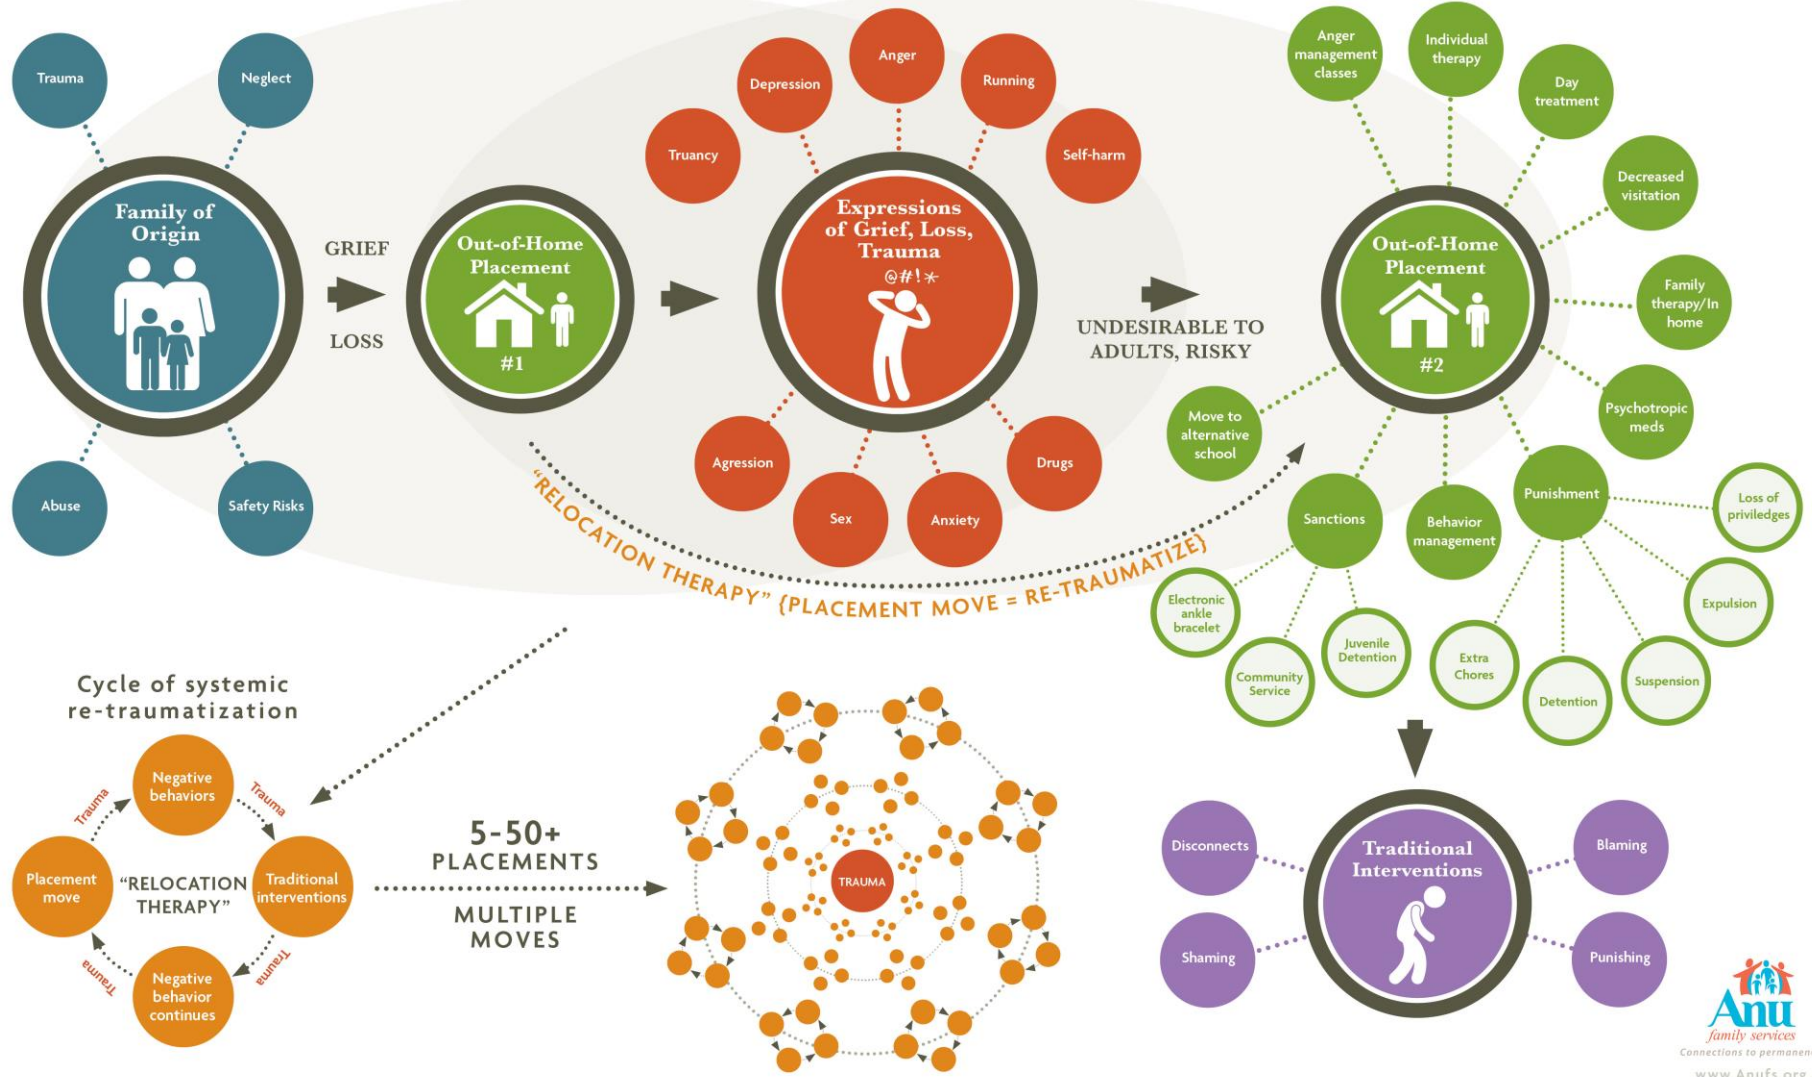 Trauma
Neglect
Family of
Origin
Abuse
Safety Risks
GRIEF
LOSS
Out-of-Home
Placement
#1
Truancy
Depression
Anger
Running
Self-harm
Expressions
of Grief, Loss,
Trauma
@#!*
Agression
Sex
Anxiety
Drugs
UNDESIRABLE TO
ADULTS, RISKY
"RELOCATION THERAPY" {PLACEMENT MOVE = RE-TRAUMATIZE}
Anger
management
classes
Individual
therapy
Day
treatment
Decreased
visitation
Family
therapy/In
home
Psychotropic
meds
Out-of-Home
Placement
#2
Move to
alternative
school
Sanctions
Behavior
management
Punishment
Loss of
priviledges
Expulsion
Suspension
Detention
Extra
Chores
Juvenile
Detention
Community
Service
Electronic
ankle
bracelet
Cycle of systemic
re-traumatization
Negative
behaviors
Trauma
Traditional
interventions
Trauma
Negative
behavior
continues
Trauma
Placement
move
Trauma
"RELOCATION
THERAPY"
5-50+
PLACEMENTS
MULTIPLE
MOVES
TRAUMA
Disconnects
Blaming
Traditional
Interventions
Shaming
Punishing
Anu
family services
Connections to permanen
www.Anufs.org